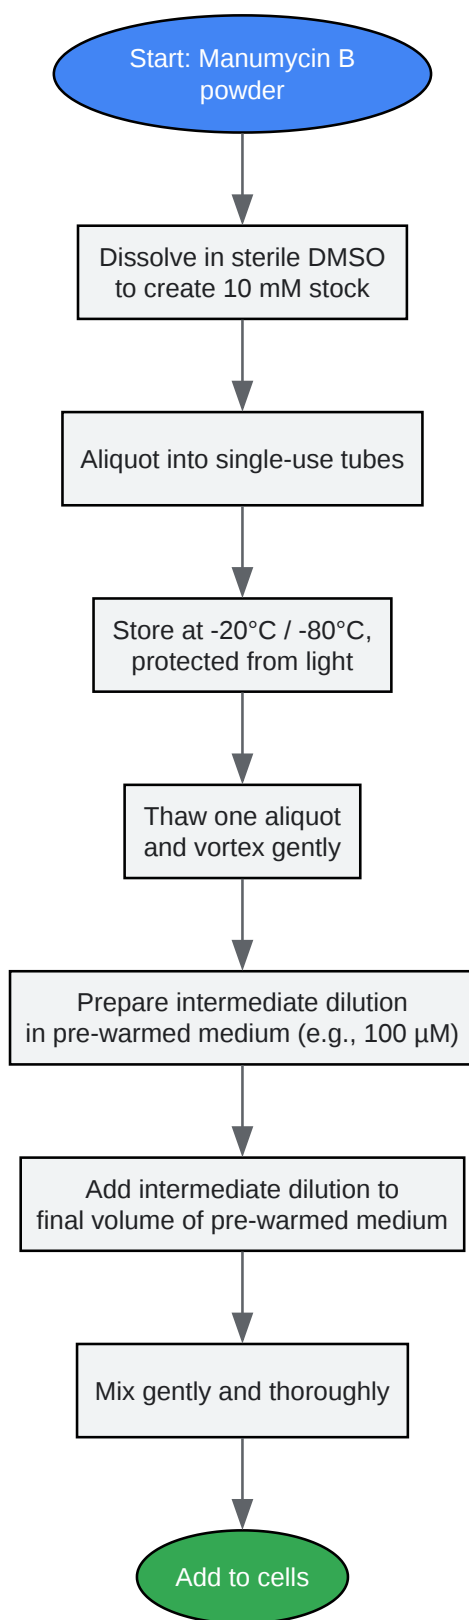 Start: Manumycin B
powder
Dissolve in sterile DMSO
to create 10 mM stock
Aliquot into single-use tubes
Store at -20°C / -80°C,
protected from light
Thaw one aliquot
and vortex gently
Prepare intermediate dilution
in pre-warmed medium (e.g., 100 µM)
Add intermediate dilution to
final volume of pre-warmed medium
Mix gently and thoroughly
Add to cells